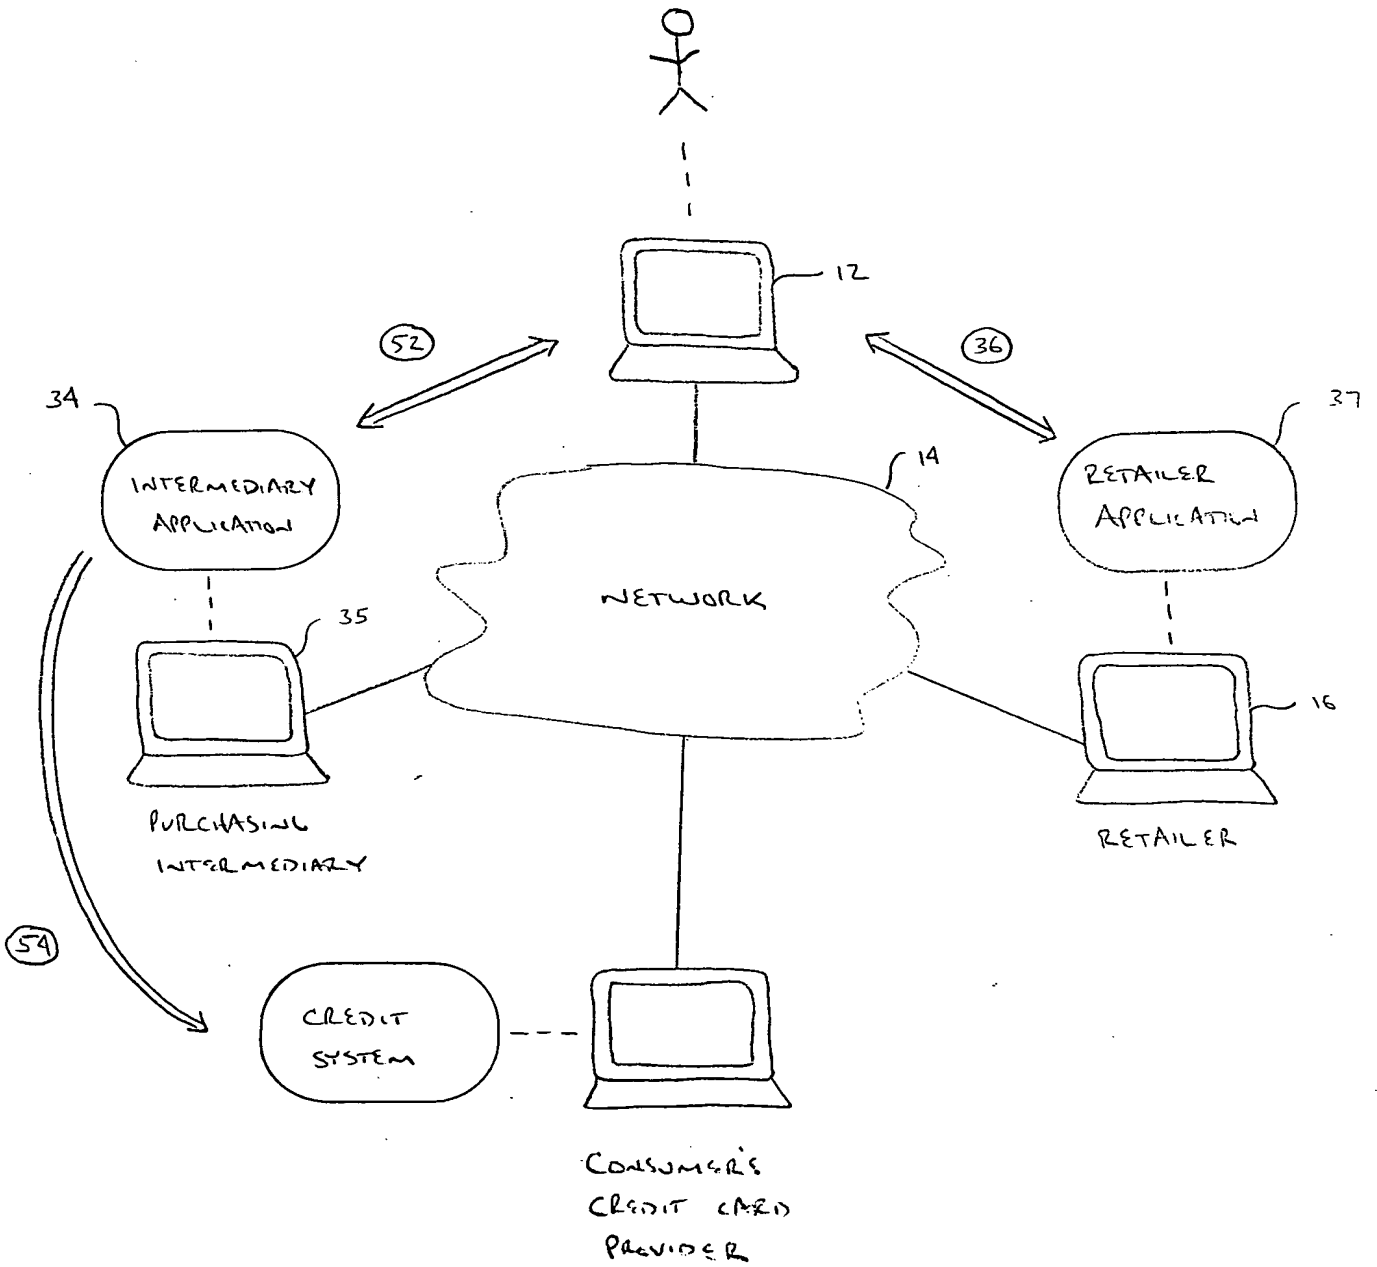 12
52
36
34
37
14
INTERMEDIARY
APPLICATION
RETAILER
APPLICATION
NETWORK
35
16
PURCHASING
INTERMEDIARY
RETAILER
54
CREDIT
SYSTEM
CONSUMER'S
CREDIT CARD
PROVIDER